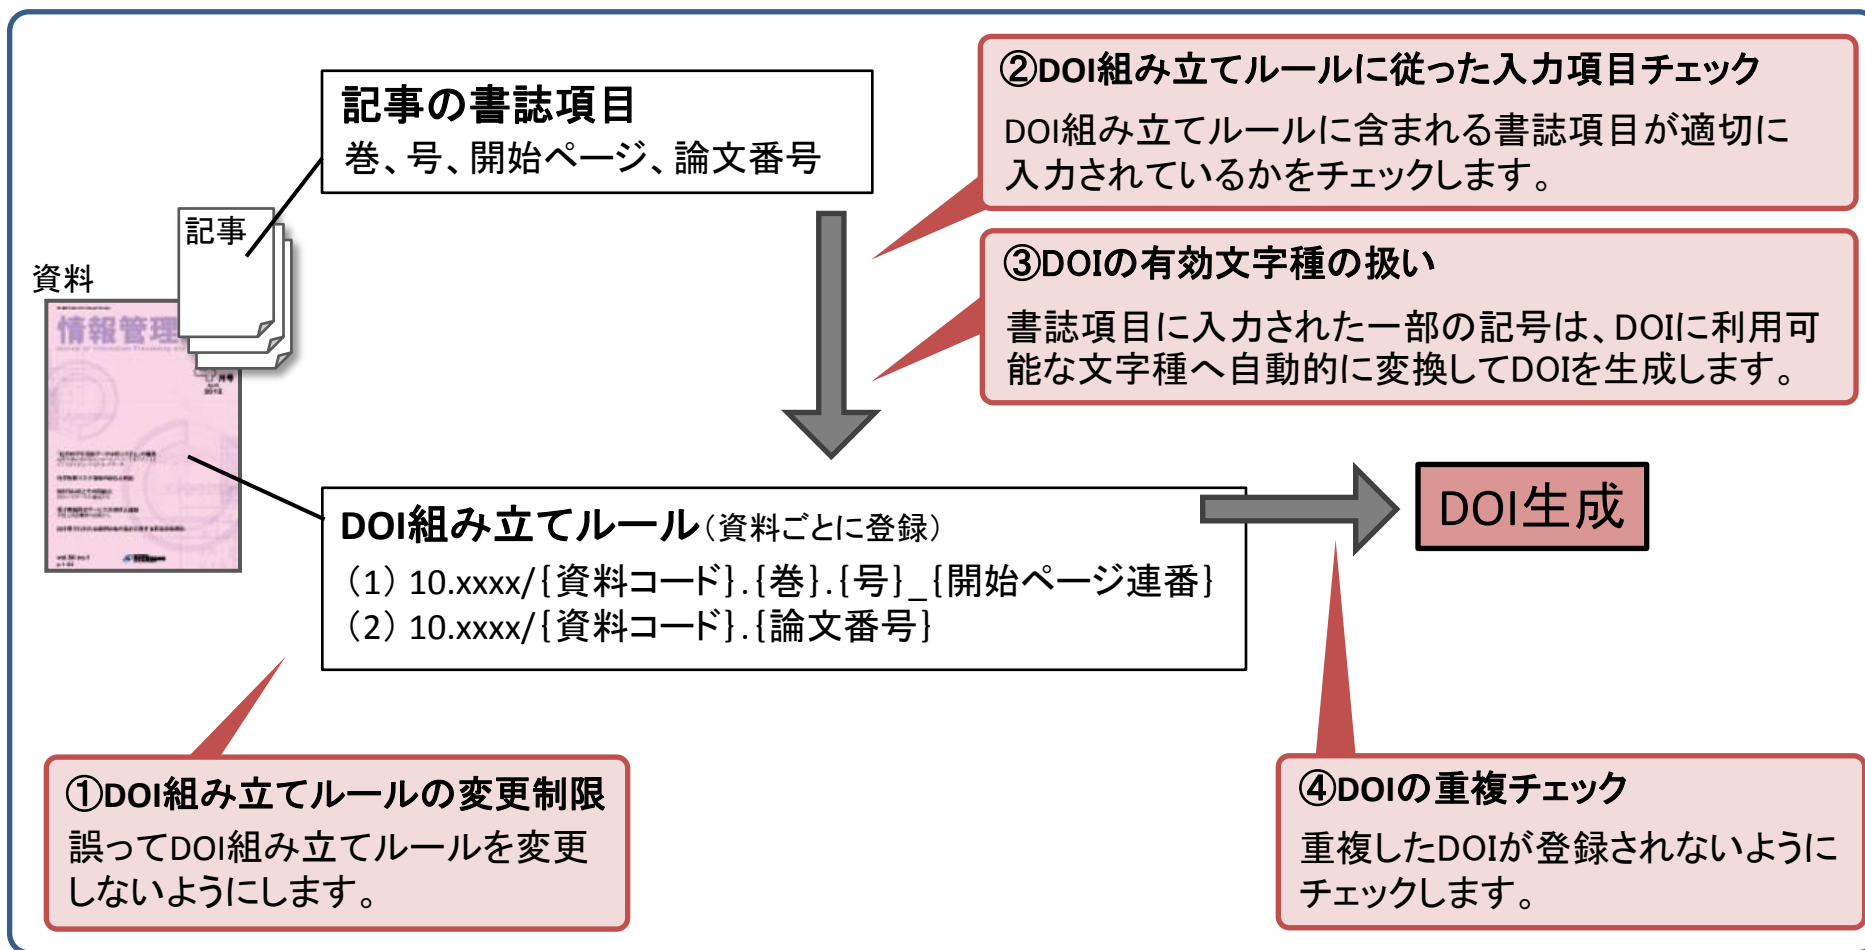 記事の書誌項目
巻、号、開始ページ、論文番号
②DOI組み立てルールに従った入力項目チェック
DOI組み立てルールに含まれる書誌項目が適切に
入力されているかをチェックします。
③DOIの有効文字種の扱い
書誌項目に入力された一部の記号は、DOIに利用可
能な文字種へ自動的に変換してDOIを生成します。
記事
資料
情報管理
月号
2013
DOI組み立てルール（資料ごとに登録）
（1） 10.xxxx/{資料コード}.{巻}.{号}_{開始ページ連番}
（2） 10.xxxx/{資料コード}.{論文番号}
DOI生成
①DOI組み立てルールの変更制限
誤ってDOI組み立てルールを変更
しないようにします。
④DOIの重複チェック
重複したDOIが登録されないように
チェックします。